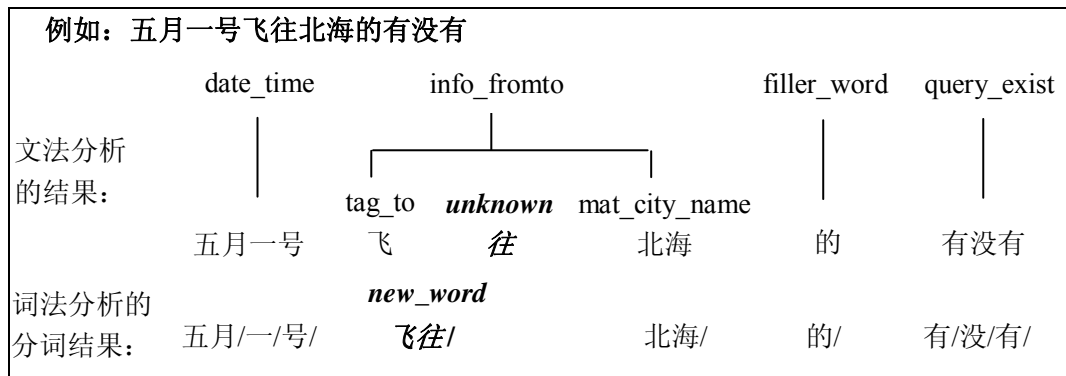 例如：五月一号飞往北海的有没有
date_time info_fromto filler_word query_exist
文法分析
的结果：
tag_to unknown mat_city_name
五月一号 飞 往 北海 的 有没有
new_word
词法分析的
分词结果： 五月/一/号/ 飞往/ 北海/ 的/ 有/没/有/